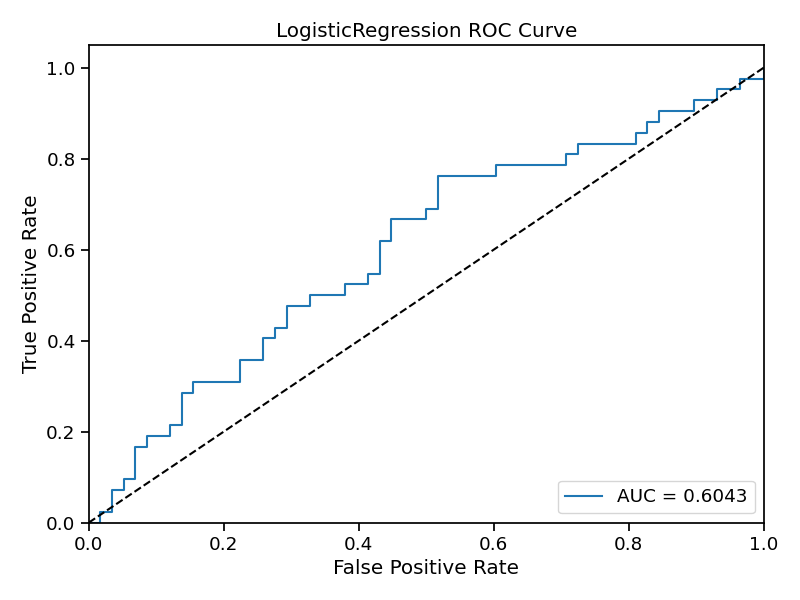 LogisticRegression ROC Curve
True Positive Rate
1.0
0.8
0.6
0.4
0.2
0.0
AUC = 0.6043
0.0 0.2 0.4 0.6 0.8 1.0
False Positive Rate